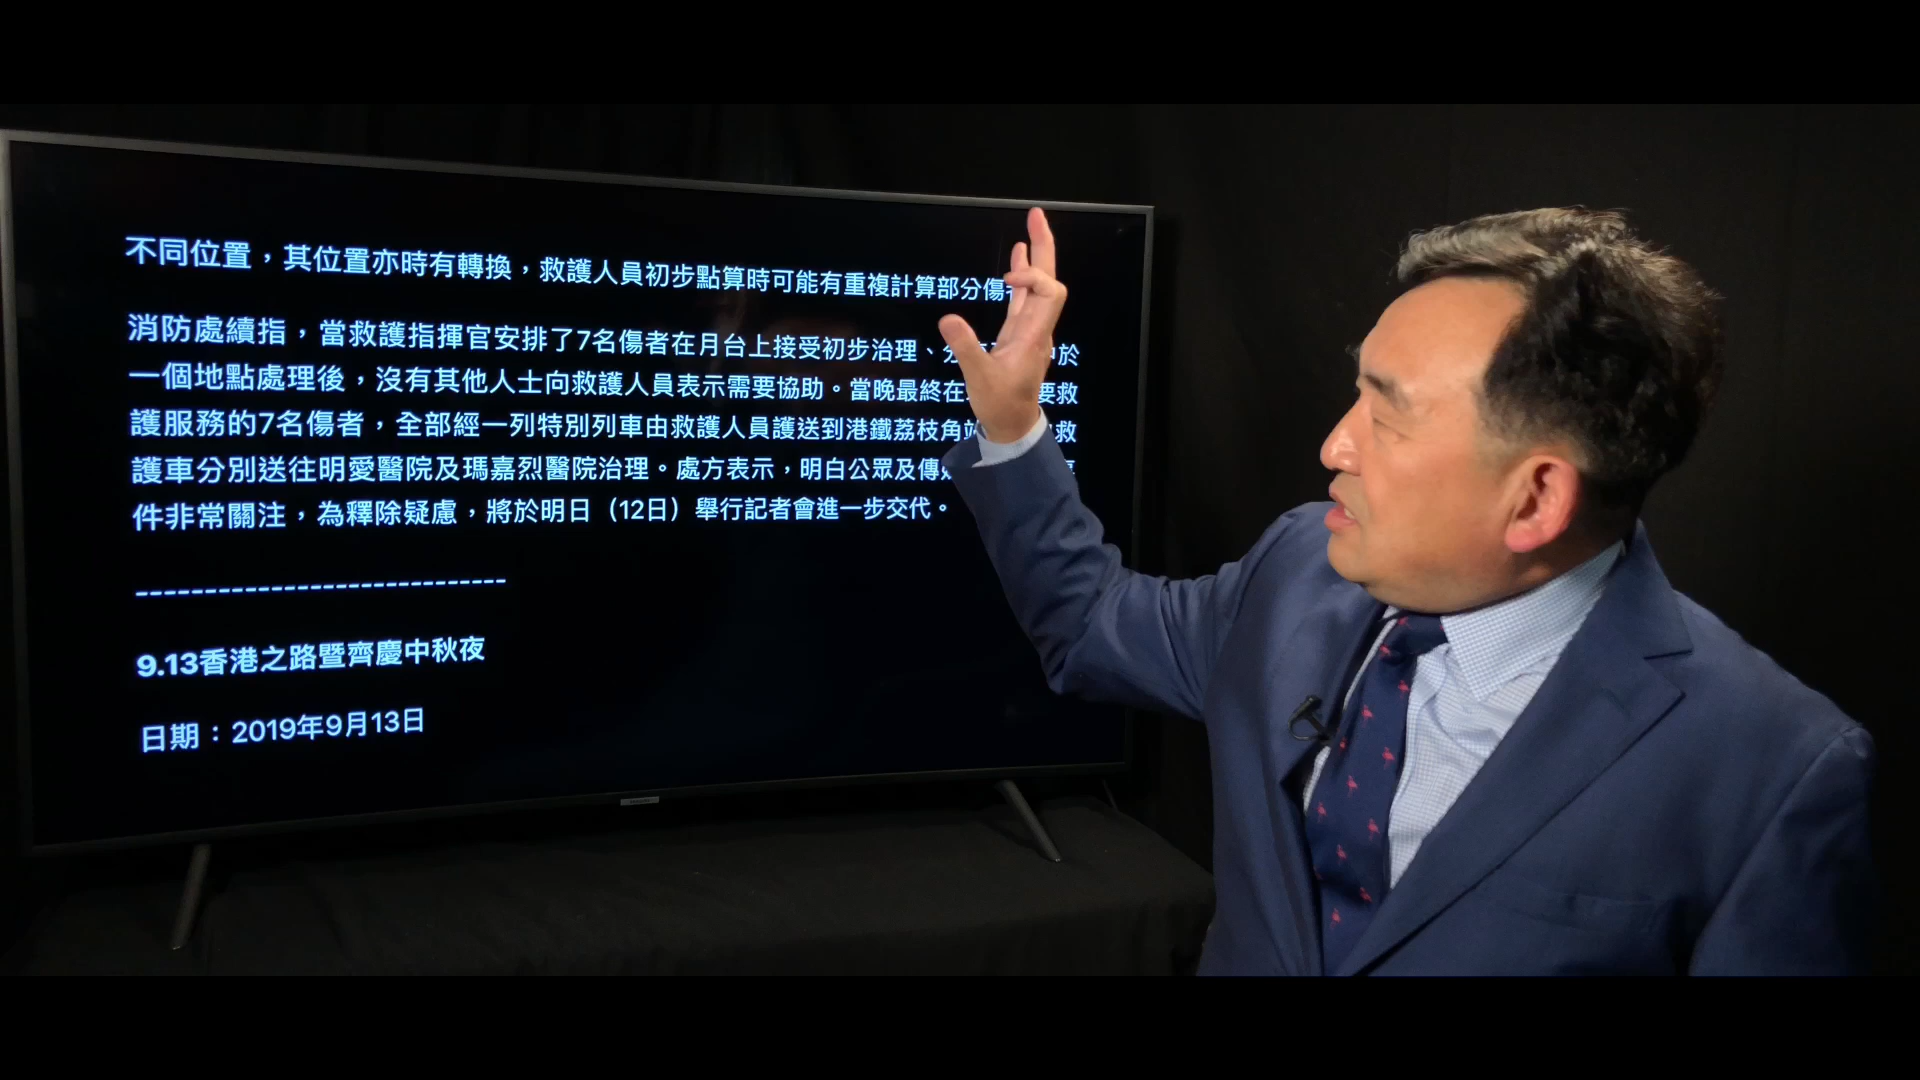 不同位置，其位置亦時有轉換，救護人員初步點算時可能有重複計算部分傷
消防處續指，當救護指揮官安排了7名傷者在月台上接受初步治理、分 於
一個地點處理後，沒有其他人士向救護人員表示需要協助。當晚最終在 要救
護服務的7名傷者，全部經一列特別列車由救護人員護送到港鐵荔枝角 救
護車分別送往明愛醫院及瑪嘉烈醫院治理。處方表示，明白公眾及傳
件非常關注，為釋除疑慮，將於明日（12日）舉行記者會進一步交代。
---------------------------
9.13香港之路暨齊慶中秋夜
日期：2019年9月13日